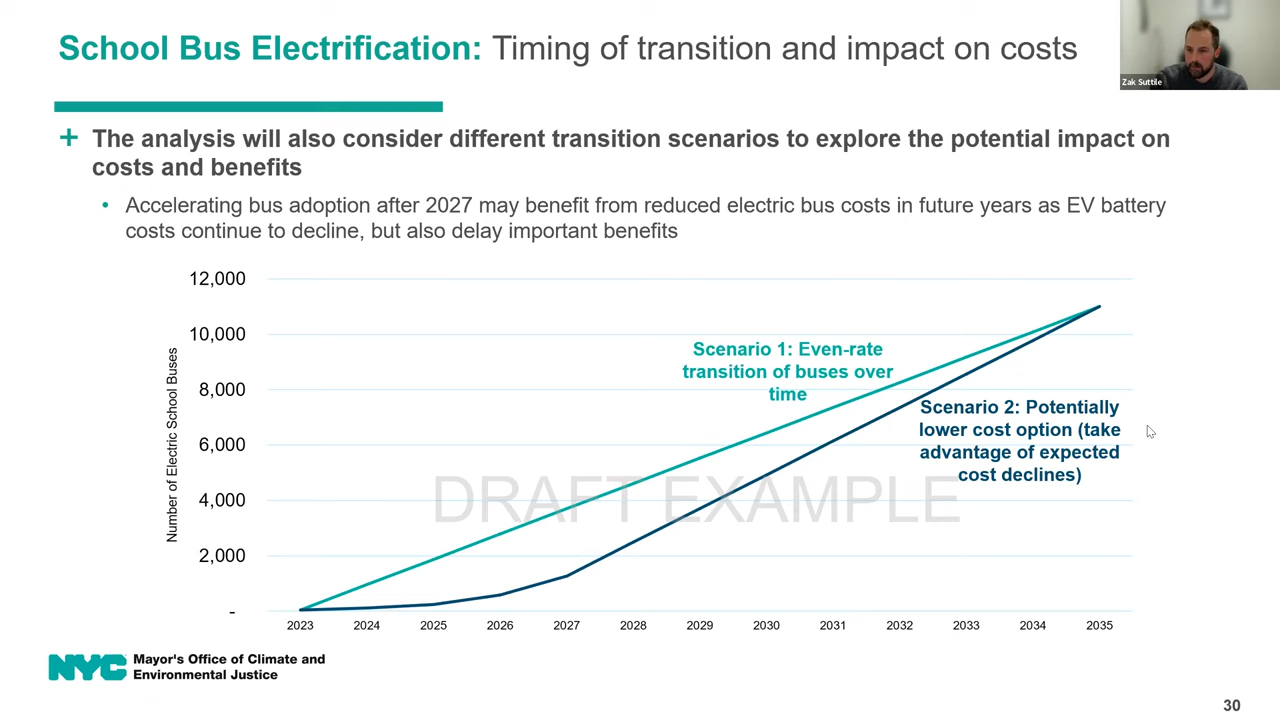 School Bus Electrification: Timing of transition and impact on costs
Zak Suttile
+ The analysis will also consider different transition scenarios to explore the potential impact on
costs and benefits
• Accelerating bus adoption after 2027 may benefit from reduced electric bus costs in future years as EV battery
costs continue to decline, but also delay important benefits
Number of Electric School Buses
12,000
10,000
8,000
6,000
4,000
2,000
-
Scenario 1: Even-rate
transition of buses over
time
Scenario 2: Potentially
lower cost option (take
advantage of expected
cost declines)
DRAFT EXAMPLE
2023 2024 2025 2026 2027 2028 2029 2030 2031 2032 2033 2034 2035
NYC
Mayor's Office of Climate and
Environmental Justice
30